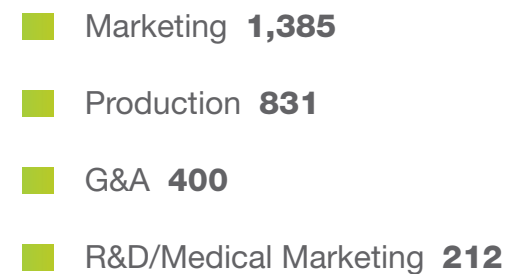 Marketing 1,385
Production 831
G&A 400
R&D/Medical Marketing 212